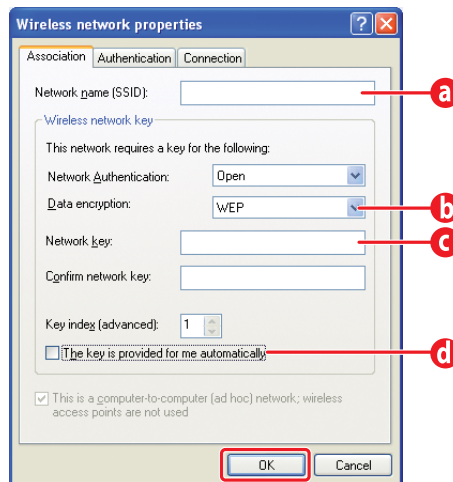 Wireless network properties
Association Authentication Connection
Network name (SSID):
a
Wireless network key
This network requires a key for the following:
Network Authentication: Open
Data encryption: WEP
b
Network key:
c
Confirm network key:
Key index (advanced): 1
The key is provided for me automatically
d
This is a computer-to-computer (ad hoc) network; wireless
access points are not used
OK Cancel